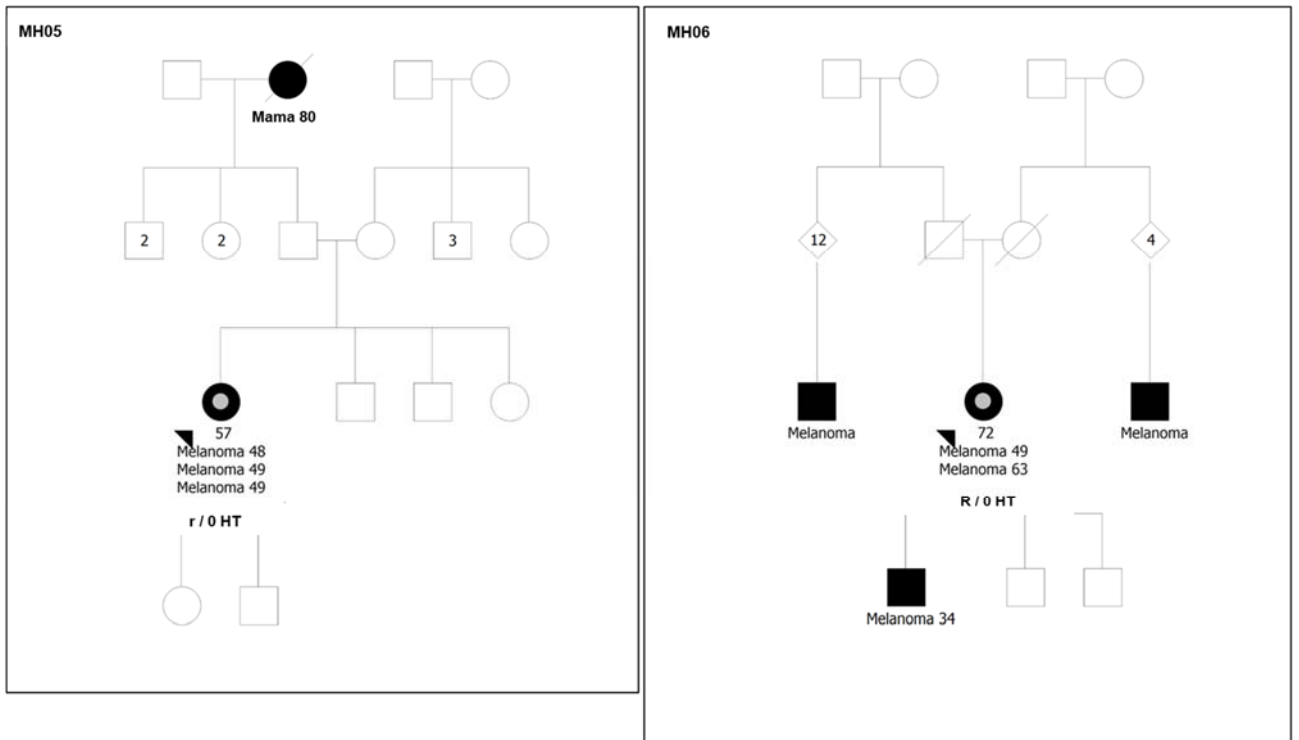 MH05
Mama 80
2
2
3
57
Melanoma 48
Melanoma 49
Melanoma 49
r / 0 HT
MH06
12
4
Melanoma
72
Melanoma 49
Melanoma 63
Melanoma
R / 0 HT
Melanoma 34